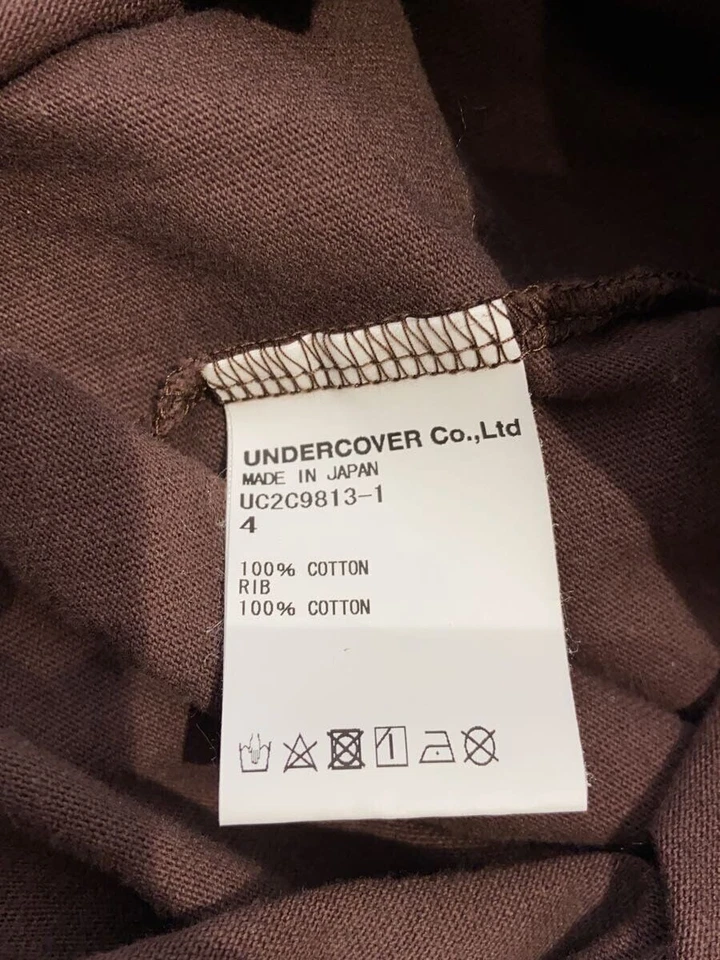 UNDERCOVER Co.,Ltd
MADE IN JAPAN
UC2C9813-1
4
100% COTTON
RIB
100% COTTON